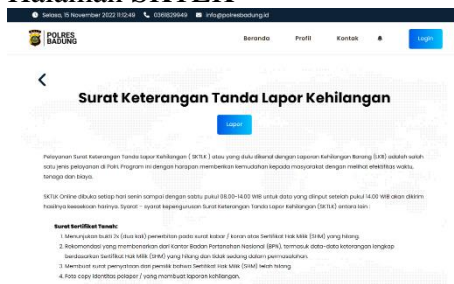 Selasa, 15 November 2022 11:12:49 0361829949 info@polresbadung.id
POLRES
BADUNG
Beranda Profil Kontak Login
Surat Keterangan Tanda Lapor Kehilangan
Lapor
Pelayanan Surat Keterangan Tanda Lapor Kehilangan ( SKTLK ) atau yang dulu dikenal dengan Laporan Kehilangan Barang (LKB) adalah salah
satu jenis pelayanan di Polri. Program ini dengan harapan memberikan kemudahan kepada masyarakat dengan melihat efektifitas waktu,
tenaga dan biaya.
SKTLK Online dibuka setiap hari senin sampai dengan sabtu pukul 08.00-14.00 WIB untuk data yang diinput setelah pukul 14.00 WIB akan dikirim
hasilnya keesokan harinya. Syarat - syarat kepengurusan Surat Keterangan Tanda Lapor Kehilangan (SKTLK) antara lain :
Surat Sertifikat Tanah:
1. Menunjukan bukti 2x (dua kali) penerbitan pada surat kabar / koran atas Sertifikat Hak Milik (SHM) yang hilang.
2. Rekomendasi yang membenarkan dari Kantor Badan Pertanahan Nasional (BPN), termasuk data-data keterangan lengkap
berdasarkan Sertifikat Hak Milik (SHM) yang hilang dan tidak sedang dalam permasalahan.
3. Membuat surat pernyataan dari pemilik bahwa Sertifikat Hak Milik (SHM) telah hilang.
4. Foto copy identitas pelapor / yang membuat laporan kehilangan.